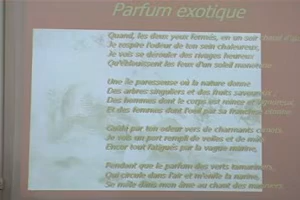 Parfum exotique
Quand, les deux yeux fermés, en un soir chaud
Je respire l'odeur de ton sein chaleureux,
Je vois se dérouler des rivages heureux
Qu'éblouissent les feux d'un soleil monotone
Une île paresseuse où la nature donne
Des arbres singuliers et des fruits savoureux
Des hommes dont le corps est mince et vigoureux,
Et des femmes dont l'oeil par sa franchise étonne.
Guidé par ton odeur vers de charmants climats,
Je vois un port rempli de voiles et de mâts
Encor tout fatigués par la vague marine,
Pendant que le parfum des verts tamariniers,
Qui circule dans l'air et m'enfle la narine,
Se mêle dans mon âme au chant des mariniers.